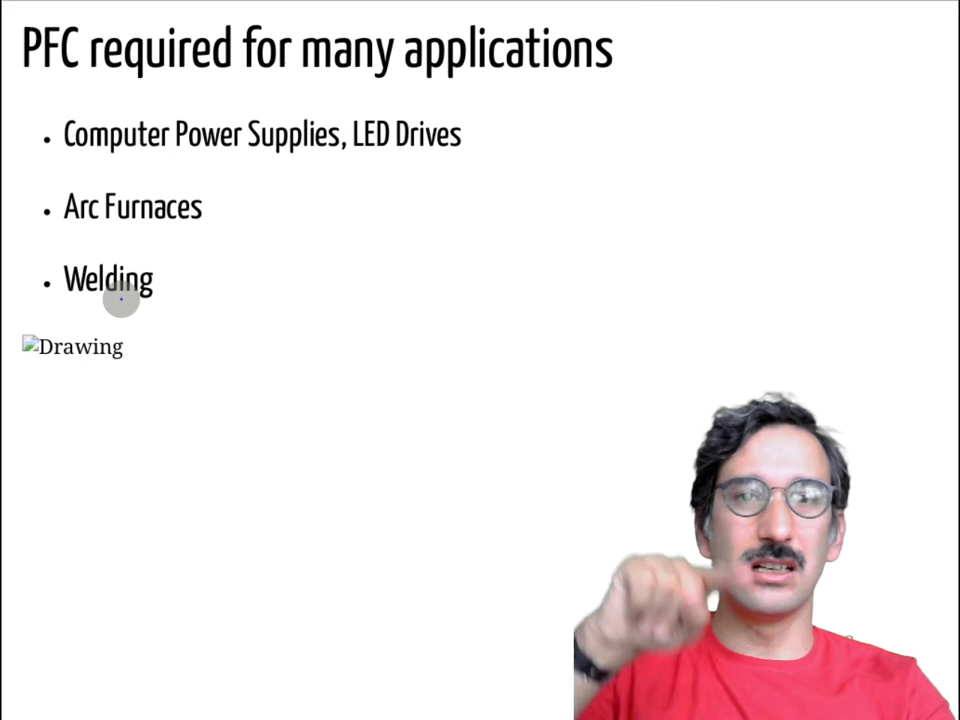 PFC required for many applications
• Computer Power Supplies, LED Drives
• Arc Furnaces
• Welding
Drawing